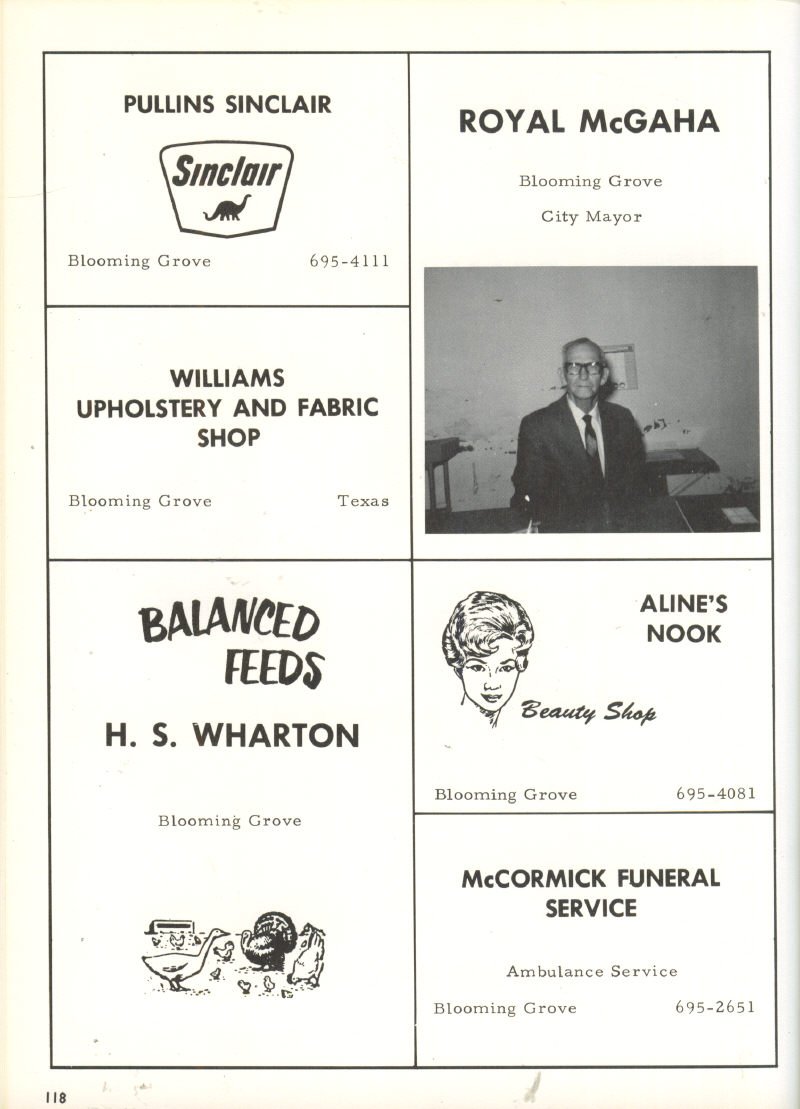 PULLINS SINCLAIR
Sinclair
Blooming Grove 695-4111
WILLIAMS
UPHOLSTERY AND FABRIC
SHOP
Blooming Grove Texas
BALANCED
FEEDS
H. S. WHARTON
Blooming Grove
ROYAL McGAHA
Blooming Grove
City Mayor
ALINE'S
NOOK
Beauty Shop
Blooming Grove 695-4081
McCORMICK FUNERAL
SERVICE
Ambulance Service
Blooming Grove 695-2651
118